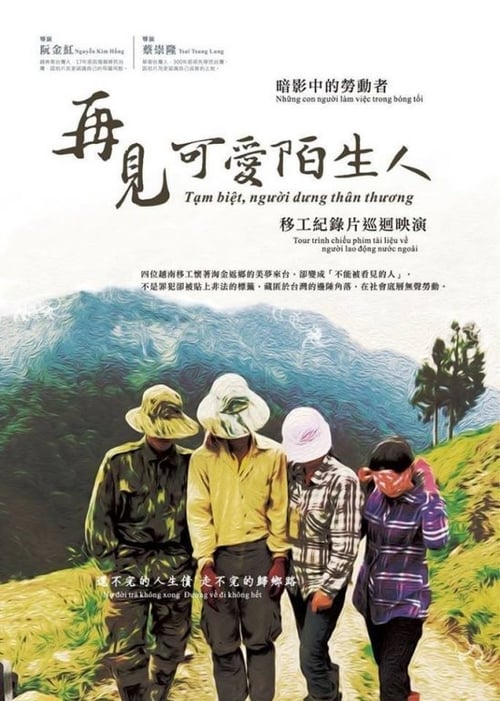 導演
阮金紅 Nguyễn Kim Hồng
導演
蔡崇隆 Tsai Tsung Lung
暗影中的勞動者
Những con người làm việc trong bóng tối
再見可愛陌生人
Tạm biệt, người dưng thân thương
移工紀錄片巡迴映演
Tour trình chiếu phim tài liệu về
người lao động nước ngoài
四位越南移工懷著淘金返鄉的美夢來台，卻變成「不能被看見的人」，
不是罪犯卻被貼上非法的標籤，藏匿於台灣的邊陲角落，在社會底層無聲勞動。
還不完的人生債 走不完的歸鄉路
Nợ đời trả không xong Đường về đi không hết